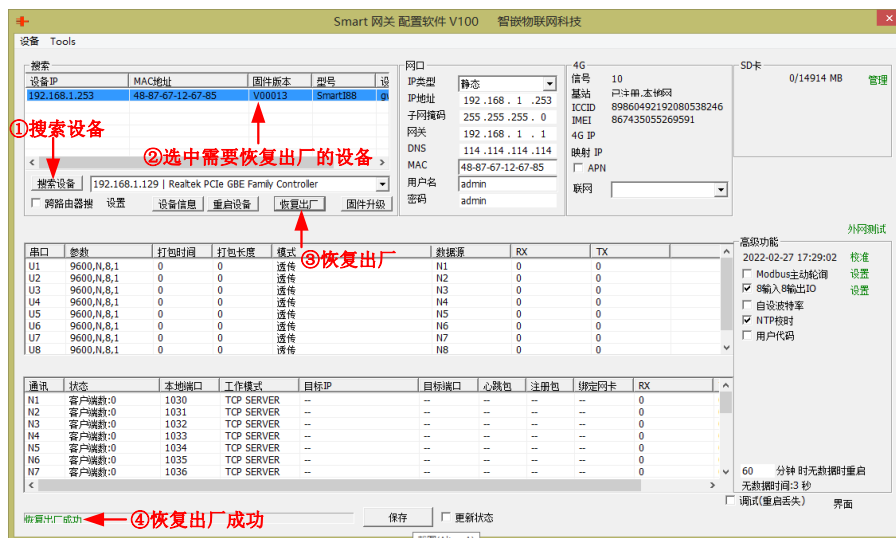 Smart 网关 配置软件 V100 智嵌物联网科技
设备 Tools
搜索
设备IP MAC地址 固件版本 型号 设
192.168.1.253 48-87-67-12-67-85 V00013 SmartI88
①搜索设备
②选中需要恢复出厂的设备
搜索设备 192.168.1.129 | Realtek PCIe GBE Family Controller
跨路由器搜 设置 设备信息 重启设备 恢复出厂 固件升级
③恢复出厂
网口
IP类型 静态
IP地址 192 .168 . 1 .253
子网掩码 255 .255 .255 . 0
网关 192 .168 . 1 . 1
DNS 114 .114 .114 .114
MAC 48-87-67-12-67-85
用户名 admin
密码 admin
4G
信号 10
基站 已注册,本地网
ICCID 89860492192080538246
IMEI 867435055269591
4G IP
映射 IP
APN
联网
SD卡
0/14914 MB 管理
外网测试
串口 参数 打包时间 打包长度 模式 数据源 RX TX
U1 9600,N,8,1 0 0 透传 N1 0 0
U2 9600,N,8,1 0 0 透传 N2 0 0
U3 9600,N,8,1 0 0 透传 N3 0 0
U4 9600,N,8,1 0 0 透传 N4 0 0
U5 9600,N,8,1 0 0 透传 N5 0 0
U6 9600,N,8,1 0 0 透传 N6 0 0
U7 9600,N,8,1 0 0 透传 N7 0 0
U8 9600,N,8,1 0 0 透传 N8 0 0
高级功能
2022-02-27 17:29:02 校准
Modbus主动轮询 设置
8输入8输出IO 设置
自设波特率
NTP校时
用户代码
通讯 状态 本地端口 工作模式 目标IP 目标端口 心跳包 注册包 绑定网卡 RX
N1 客户端数:0 1030 TCP SERVER -- -- -- -- -- 0
N2 客户端数:0 1031 TCP SERVER -- -- -- -- -- 0
N3 客户端数:0 1032 TCP SERVER -- -- -- -- -- 0
N4 客户端数:0 1033 TCP SERVER -- -- -- -- -- 0
N5 客户端数:0 1034 TCP SERVER -- -- -- -- -- 0
N6 客户端数:0 1035 TCP SERVER -- -- -- -- -- 0
N7 客户端数:0 1036 TCP SERVER -- -- -- -- -- 0
60 分钟 时无数据时重启
无数据时间:3 秒
调试(重启丢失) 界面
恢复出厂成功
④恢复出厂成功
保存 更新状态